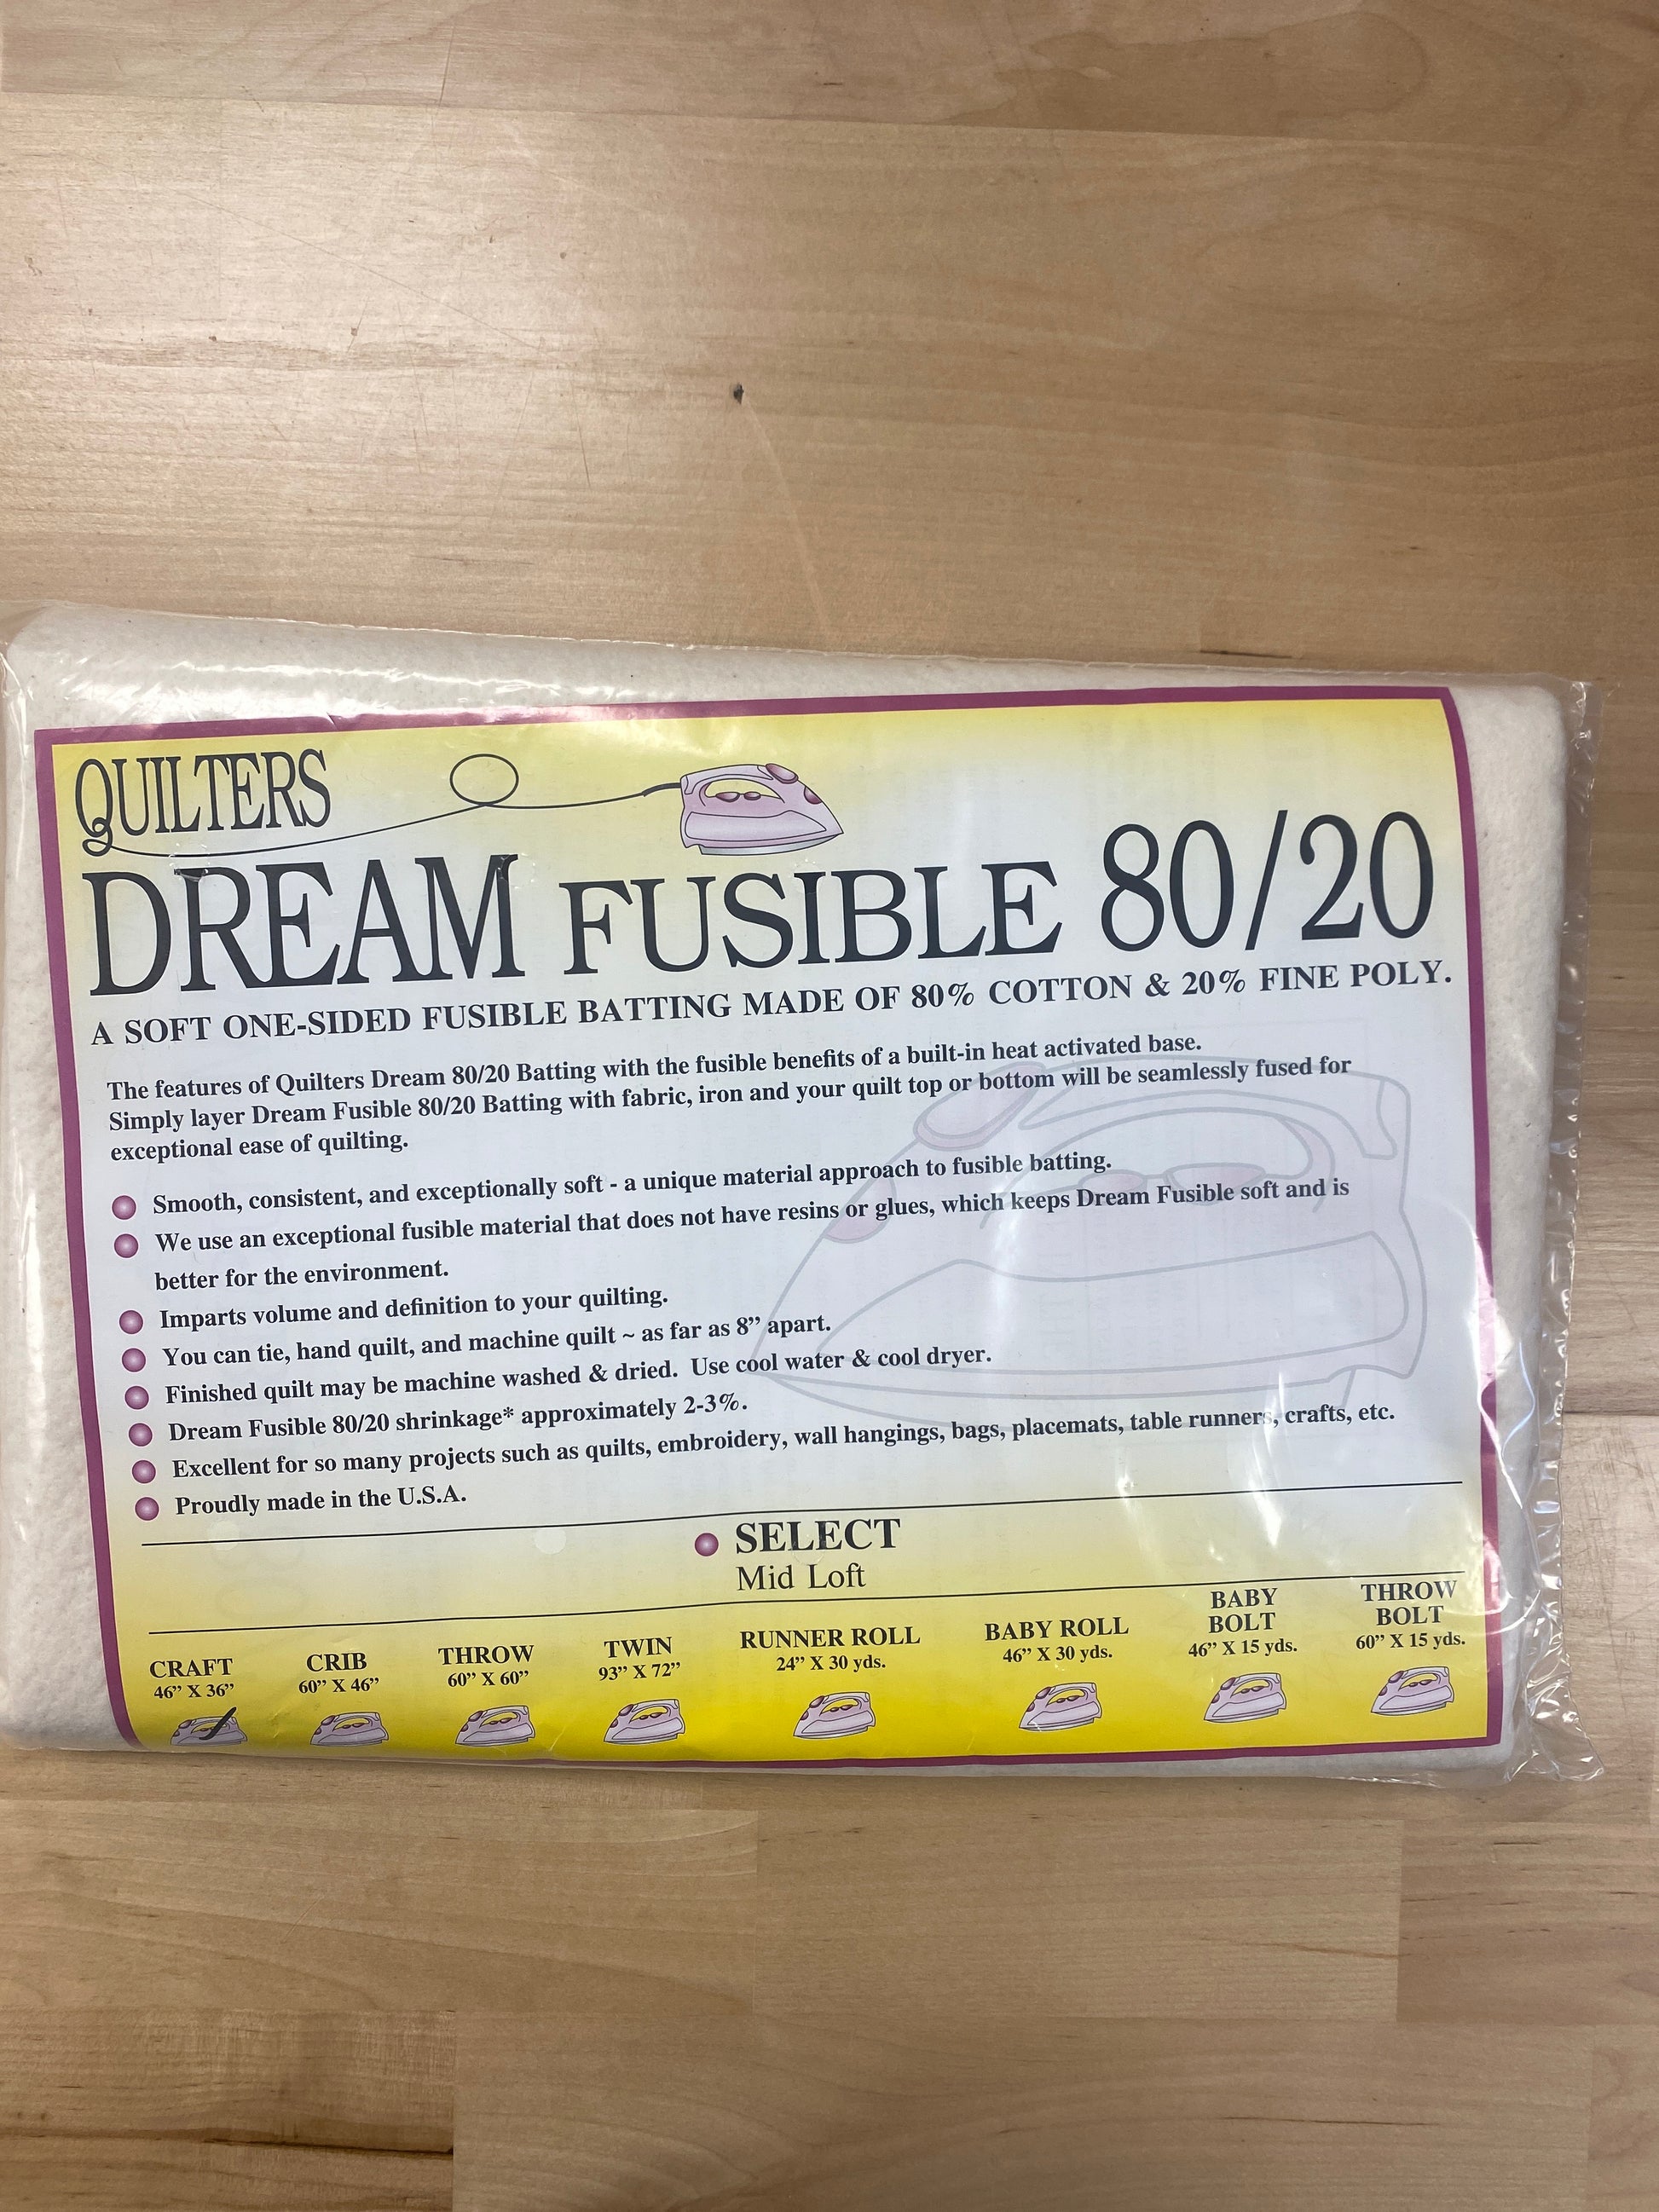 QUILTERS
DREAM FUSIBLE 80/20
A SOFT ONE-SIDED FUSIBLE BATTING MADE OF 80% COTTON & 20% FINE POLY.
The features of Quilters Dream 80/20 Batting with the fusible benefits of a built-in heat activated base.
Simply layer Dream Fusible 80/20 Batting with fabric, iron and your quilt top or bottom will be seamlessly fused for
exceptional ease of quilting.
Smooth, consistent, and exceptionally soft - a unique material approach to fusible batting.
We use an exceptional fusible material that does not have resins or glues, which keeps Dream Fusible soft and is
better for the environment.
Imparts volume and definition to your quilting.
You can tie, hand quilt, and machine quilt ~ as far as 8” apart.
Finished quilt may be machine washed & dried. Use cool water & cool dryer.
Dream Fusible 80/20 shrinkage* approximately 2-3%.
Excellent for so many projects such as quilts, embroidery, wall hangings, bags, placemats, table runners, crafts, etc.
Proudly made in the U.S.A.
SELECT
Mid Loft
CRAFT
46” X 36”
CRIB
60” X 46”
THROW
60” X 60”
TWIN
93” X 72”
RUNNER ROLL
24” X 30 yds.
BABY ROLL
46” X 30 yds.
BABY
BOLT
46” X 15 yds.
THROW
BOLT
60” X 15 yds.